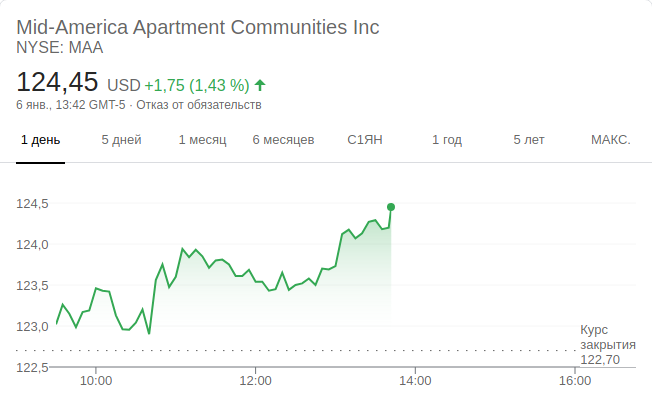 Mid-America Apartment Communities Inc
NYSE: MAA
124,45 USD +1,75 (1,43 %)
6 янв., 13:42 GMT-5 · Отказ от обязательств
1 день 5 дней 1 месяц 6 месяцев С1ЯН 1 год 5 лет МАКС.
124,5
124,0
123,5
123,0
122,5
Курс
закрытия
122,70
10:00 12:00 14:00 16:00